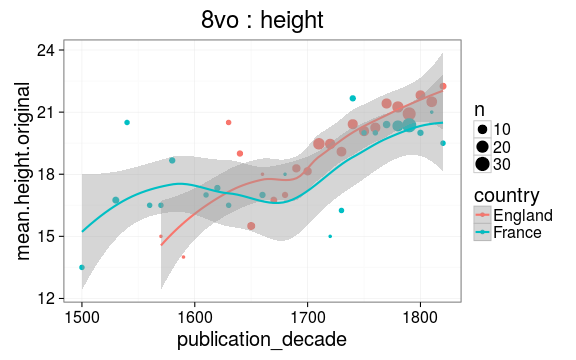 8vo : height
mean.height.original
24
21
18
15
12
1500
1600
1700
1800
publication_decade
n
10
20
30
country
England
France